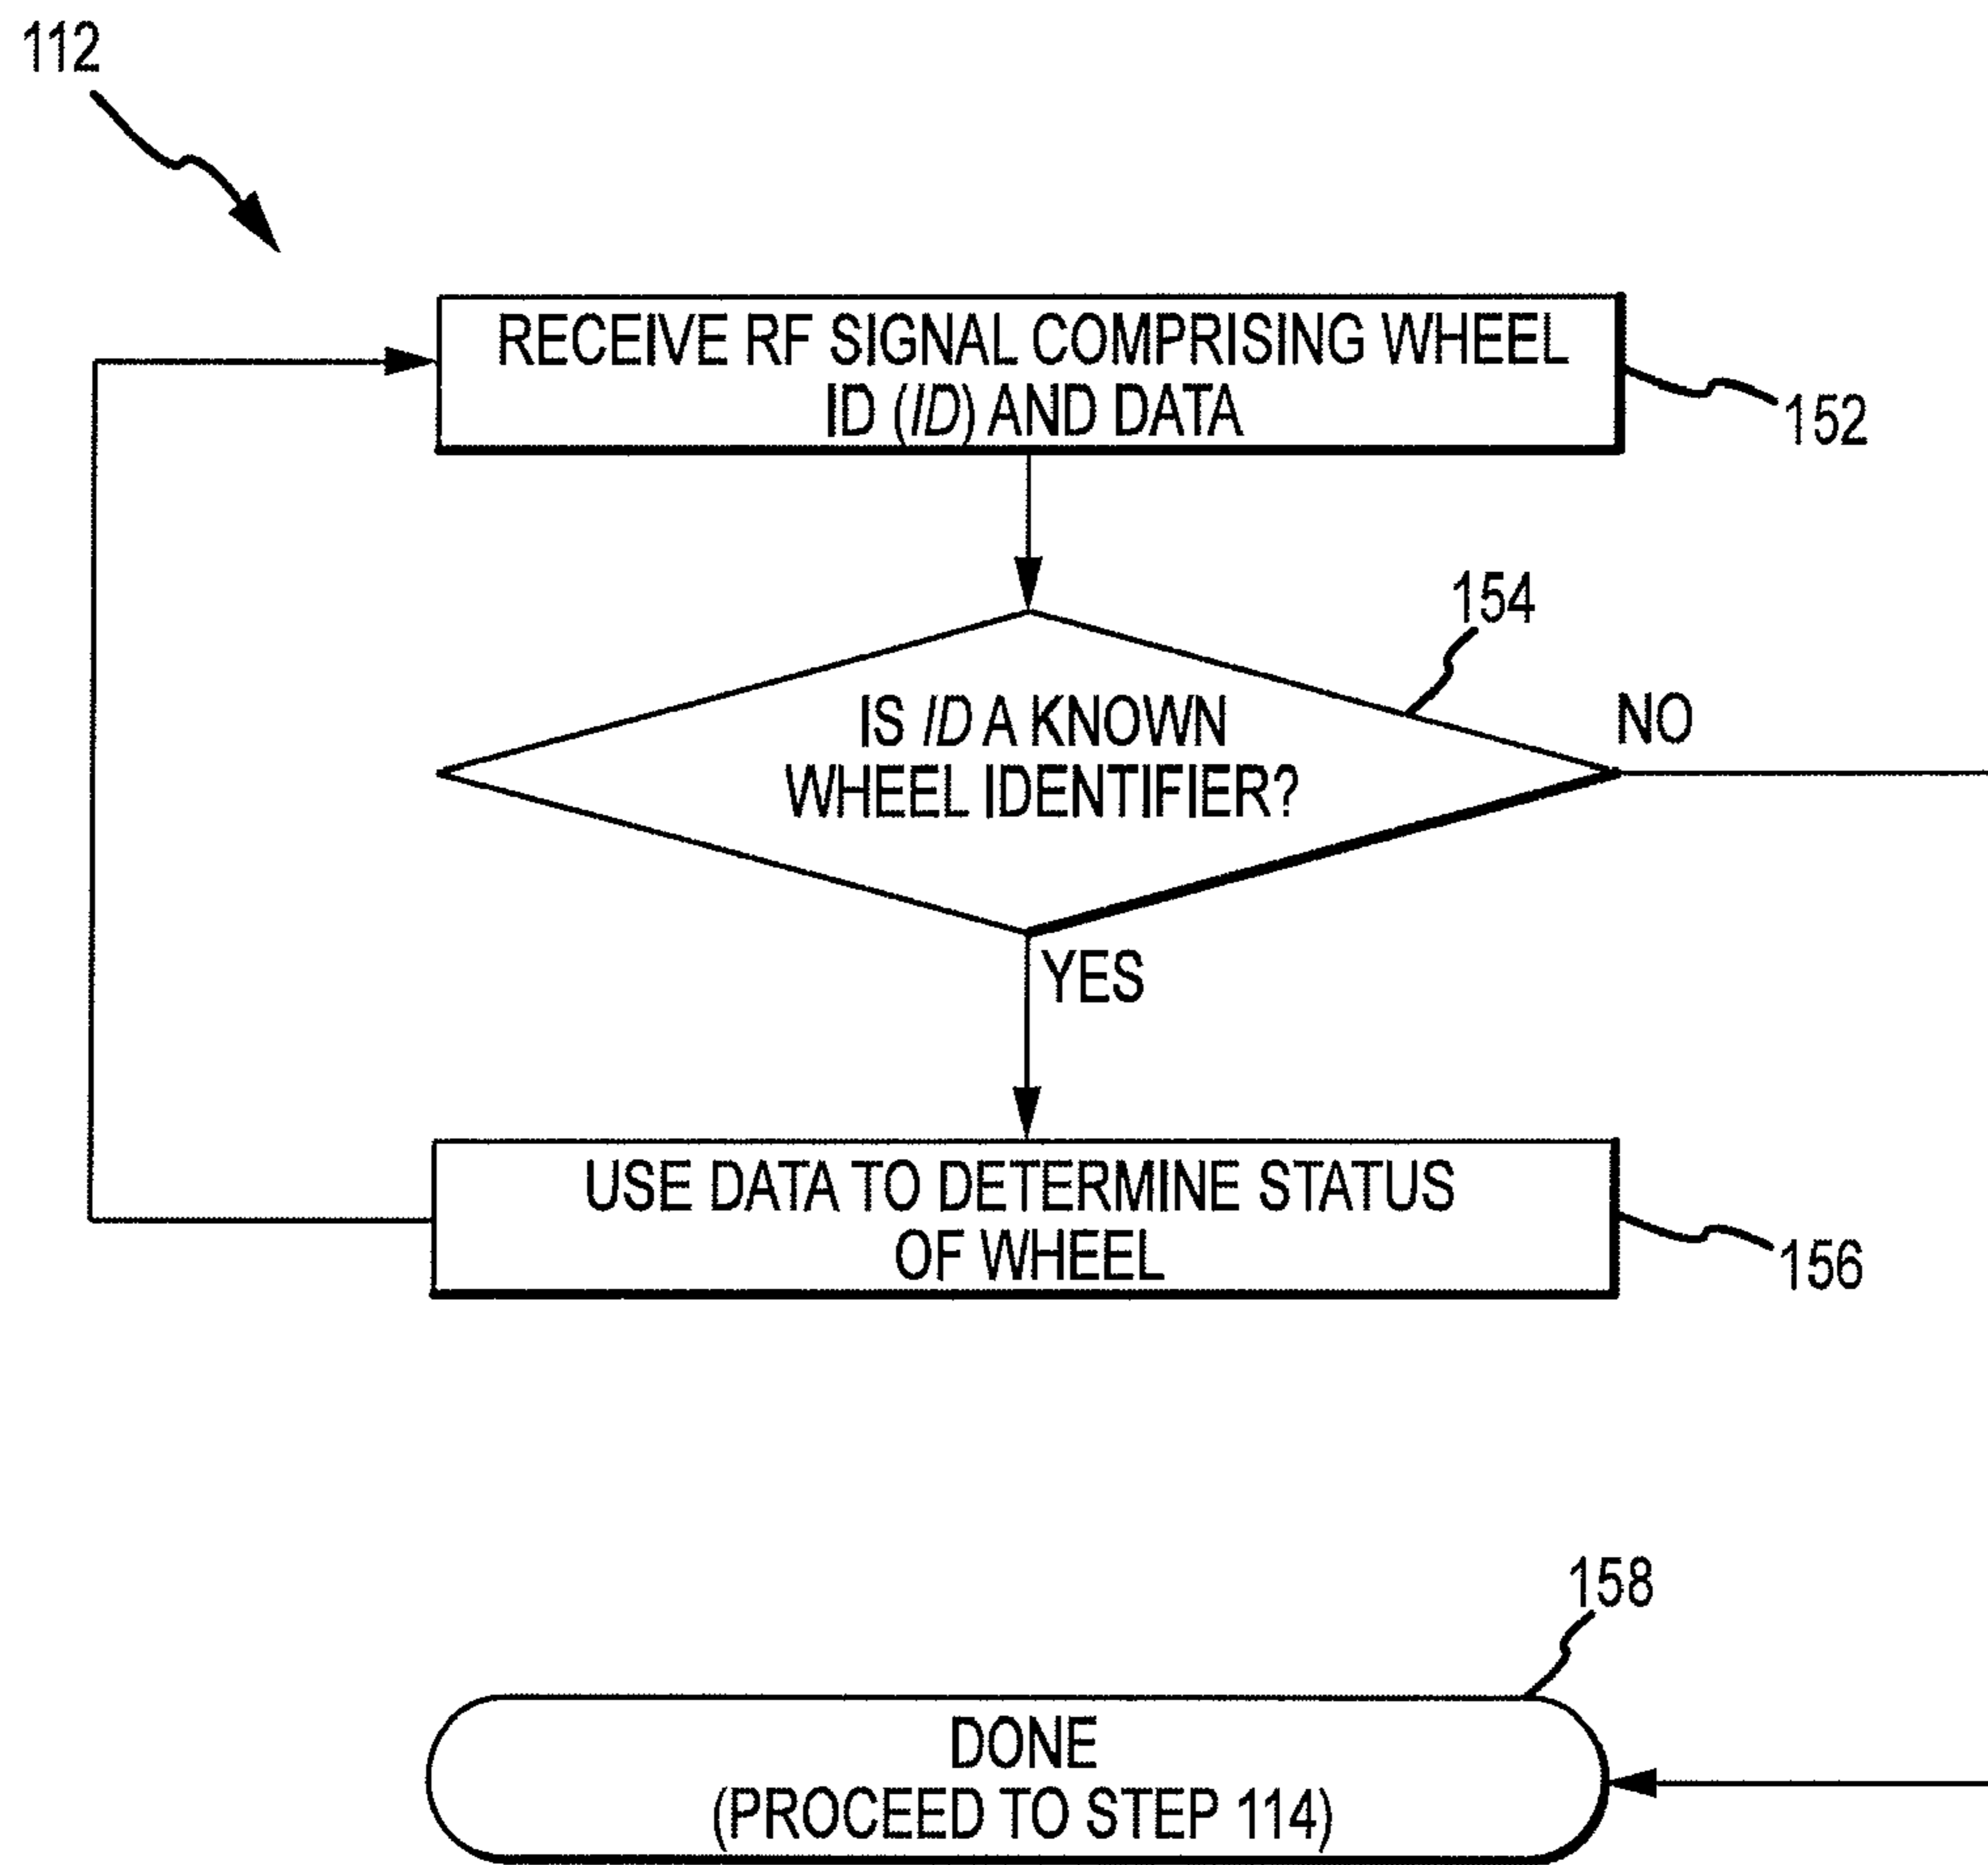 112
RECEIVE RF SIGNAL COMPRISING WHEEL
ID (ID) AND DATA
152
154
IS ID A KNOWN
WHEEL IDENTIFIER?
NO
YES
USE DATA TO DETERMINE STATUS
OF WHEEL
156
158
DONE
(PROCEED TO STEP 114)